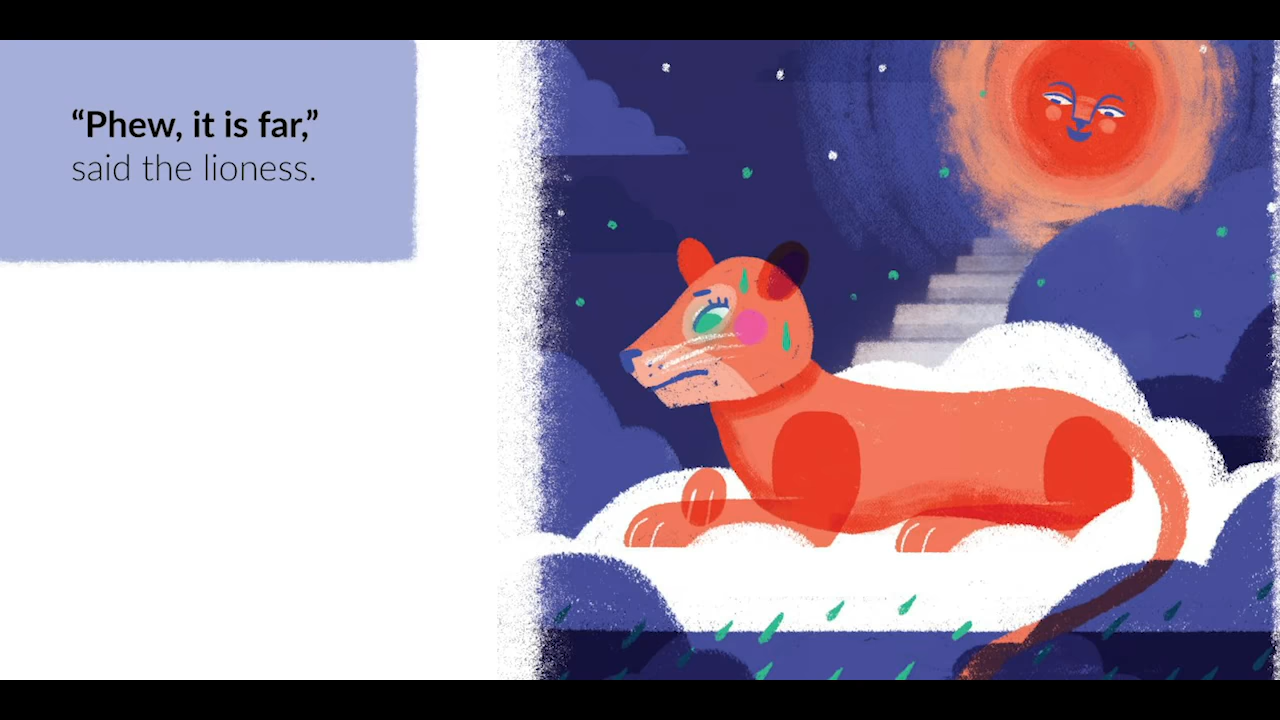 “Phew, it is far,”
said the lioness.